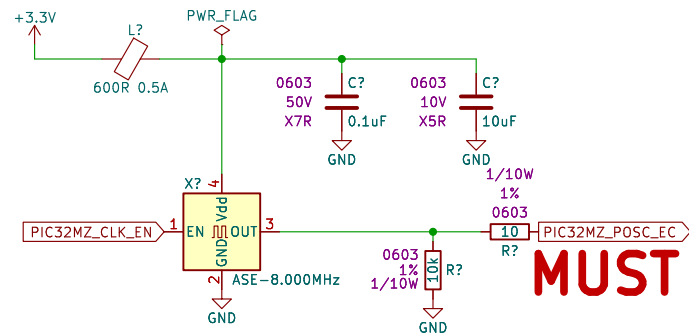 PWR_FLAG
+3.3V
L?
600R 0.5A
0603
50V
X7R
C?
0.1uF
GND
0603
10V
X5R
C?
10uF
GND
X?
4
Vdd
PIC32MZ_CLK_EN
1
EN
OUT
3
GND
2
ASE-8.000MHz
GND
0603
1%
1/10W
10k
R?
GND
1/10W
1%
0603
10
R?
PIC32MZ_POSC_EC
MUST